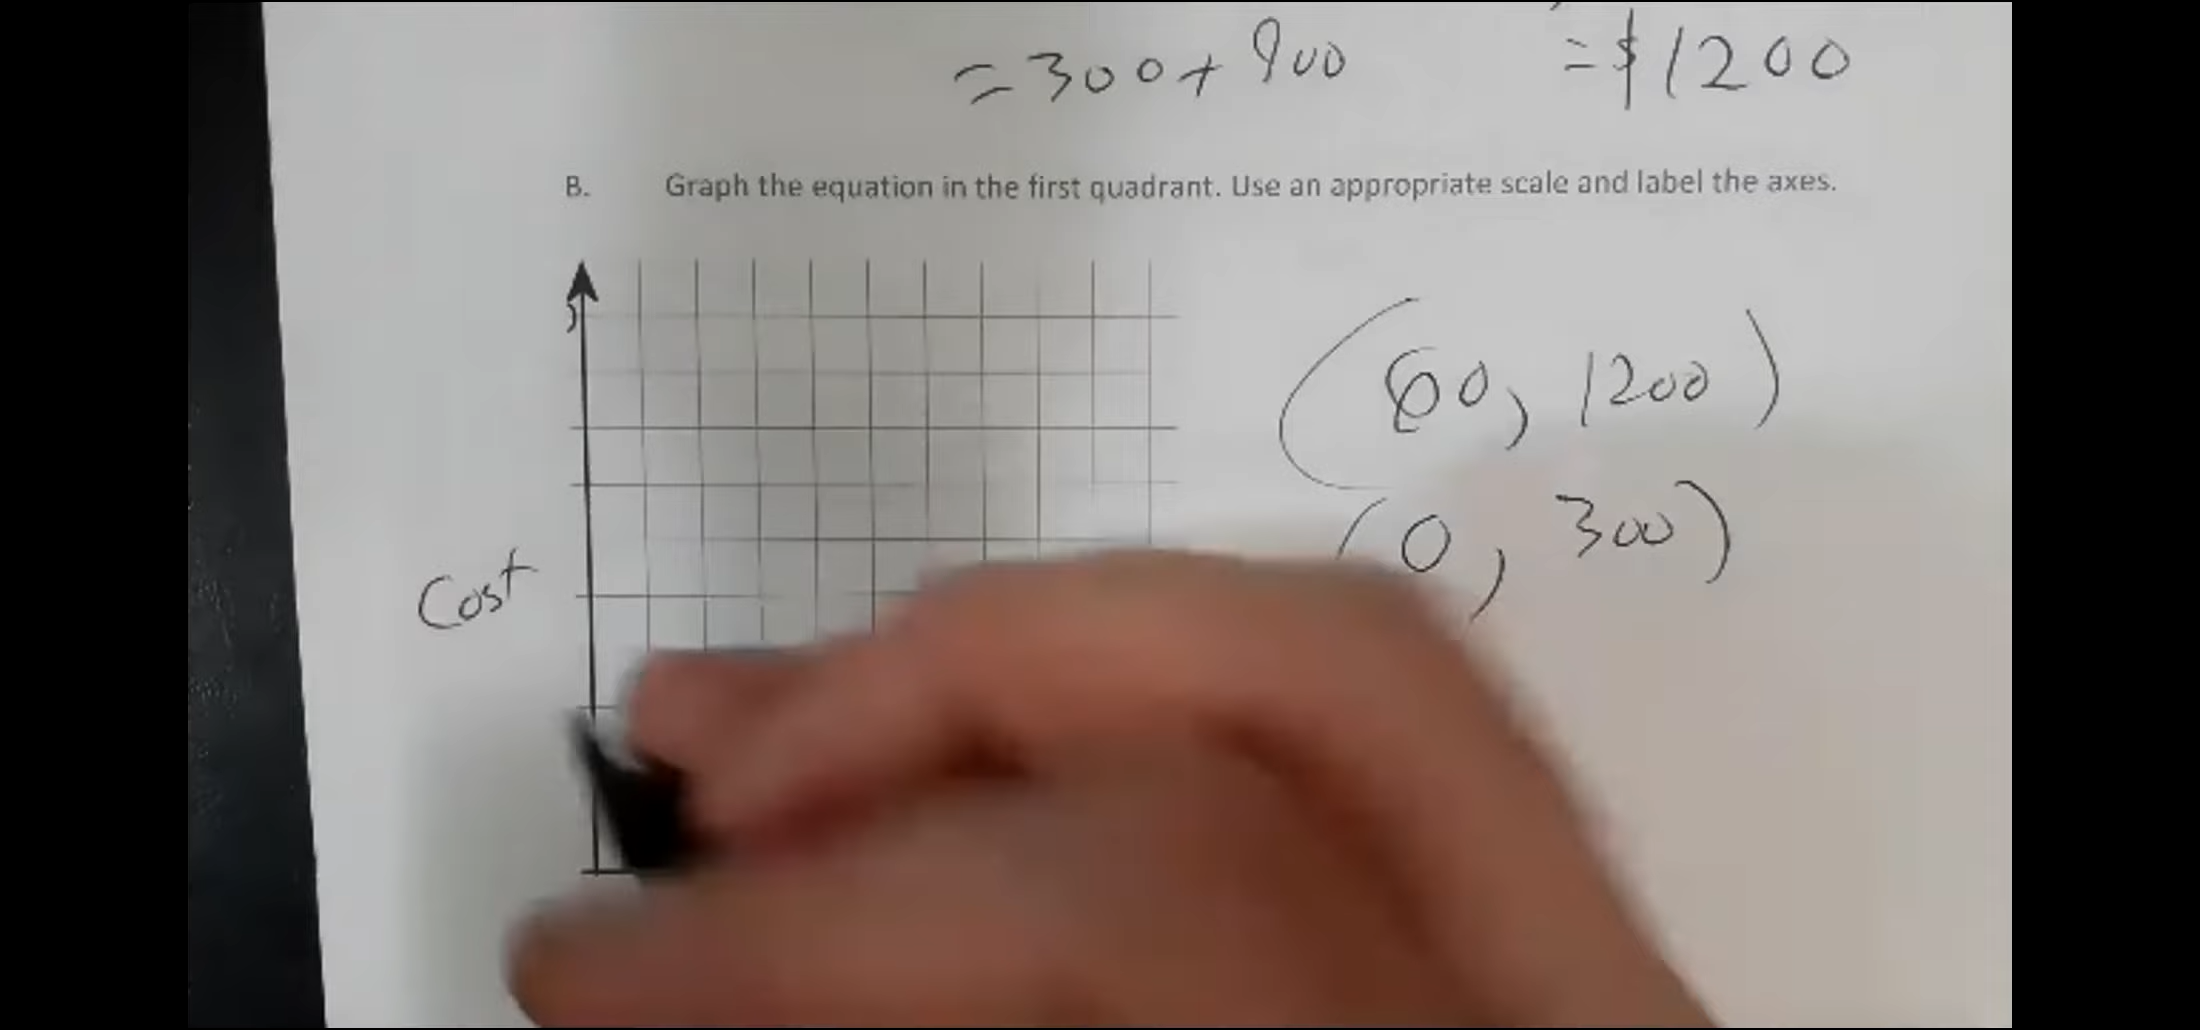 = 300 + 900 = $1200
B. Graph the equation in the first quadrant. Use an appropriate scale and label the axes.
(60, 1200)
(0, 300)
Cost